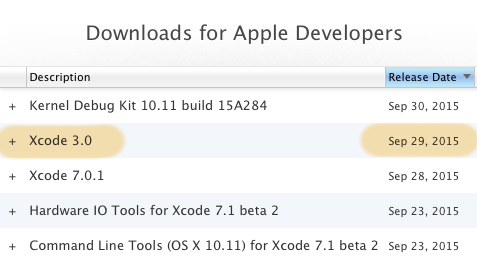 Downloads for Apple Developers
Description Release Date
+ Kernel Debug Kit 10.11 build 15A284 Sep 30, 2015
+ Xcode 3.0 Sep 29, 2015
+ Xcode 7.0.1 Sep 28, 2015
+ Hardware IO Tools for Xcode 7.1 beta 2 Sep 23, 2015
+ Command Line Tools (OS X 10.11) for Xcode 7.1 beta 2 Sep 23, 2015